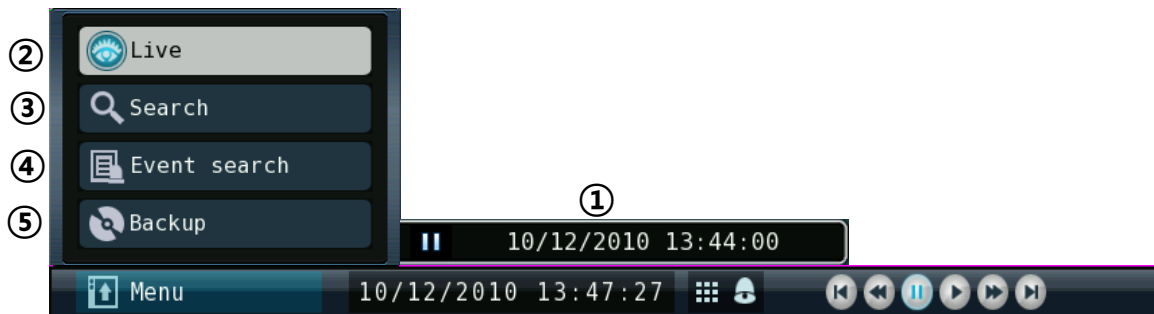 ② Live
③ Search
④ Event search
①
⑤ Backup
10/12/2010 13:44:00
Menu 10/12/2010 13:47:27